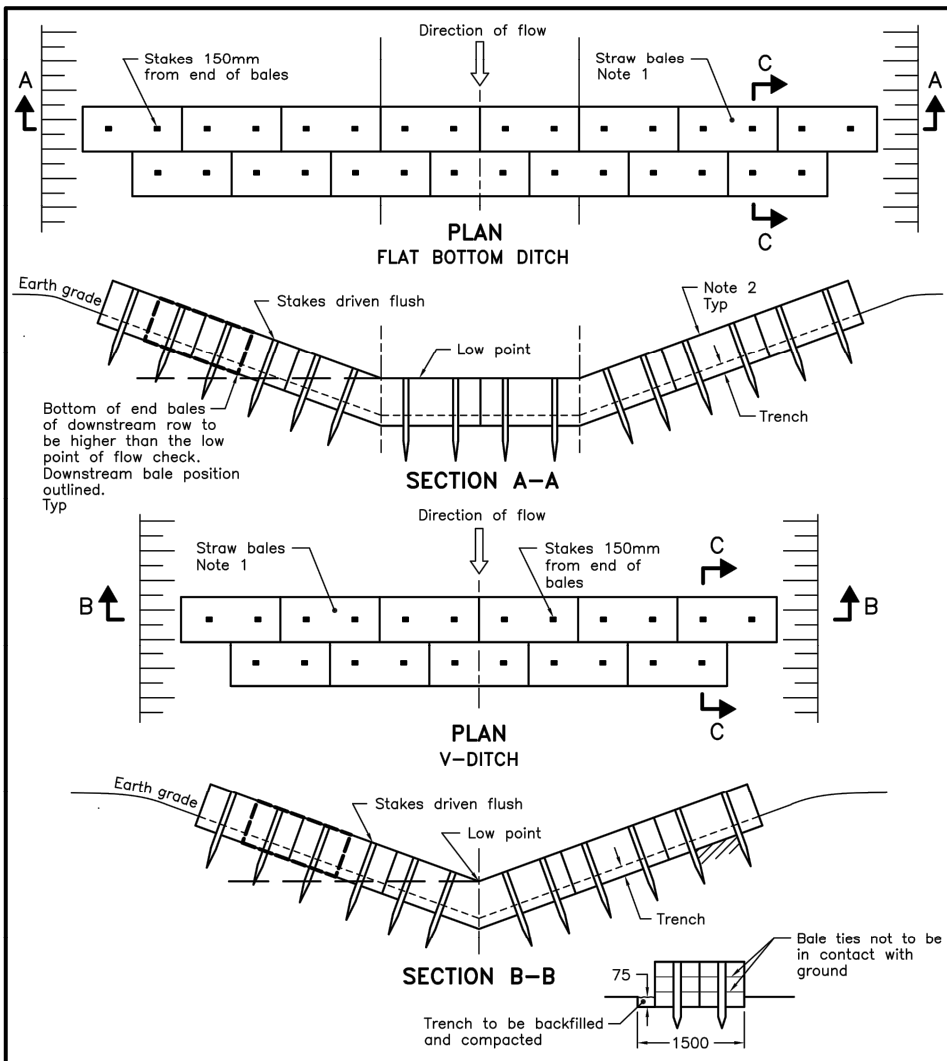 Direction of flow
Stakes 150mm
from end of bales
Straw bales
Note 1
C
A
A
C
PLAN
FLAT BOTTOM DITCH
Earth grade
Stakes driven flush
Note 2
Typ
Low point
Trench
Bottom of end bales
of downstream row to
be higher than the low
point of flow check.
Downstream bale position
outlined.
Typ
SECTION A-A
Direction of flow
Straw bales
Note 1
Stakes 150mm
from end of
bales
C
B
B
C
PLAN
V-DITCH
Earth grade
Stakes driven flush
Low point
Trench
SECTION B-B
Bale ties not to be
in contact with
ground
75
Trench to be backfilled
and compacted
1500